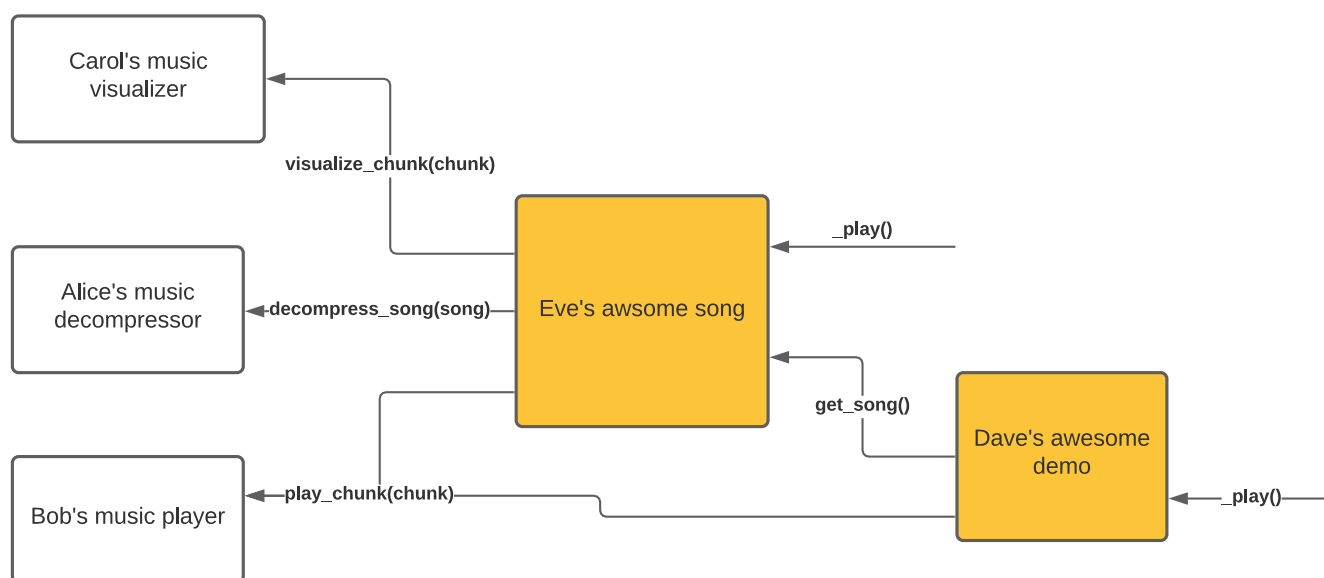 Carol's music
visualizer
visualize_chunk(chunk)
_play()
Alice's music
decompressor
decompress_song(song)
Eve's awsome song
get_song()
Dave's awesome
demo
Bob's music player
play_chunk(chunk)
_play()